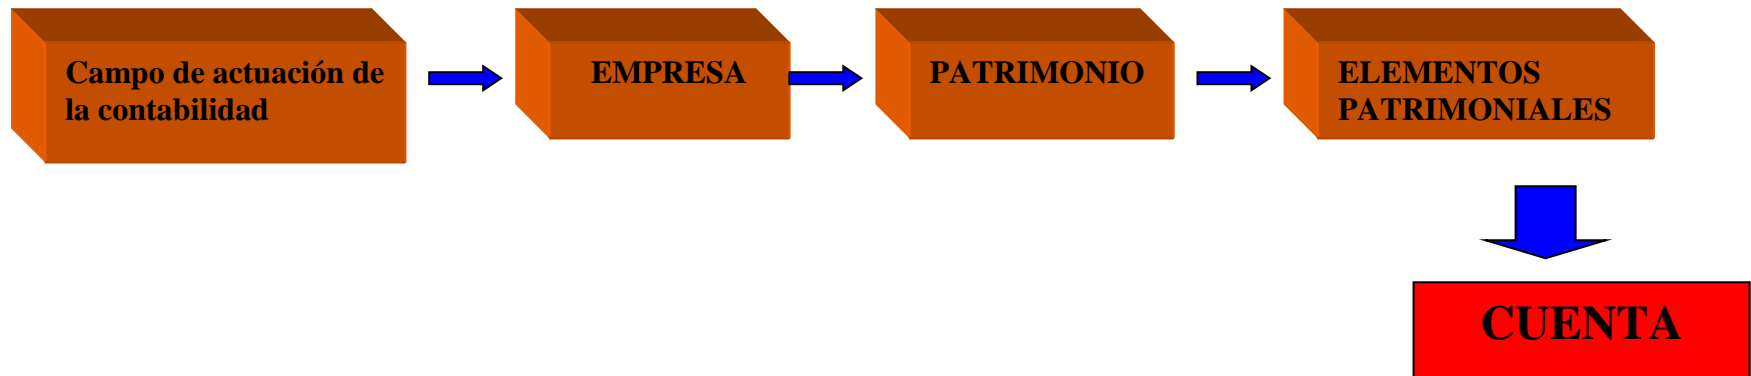 Campo de actuación de
la contabilidad
EMPRESA
PATRIMONIO
ELEMENTOS
PATRIMONIALES
CUENTA